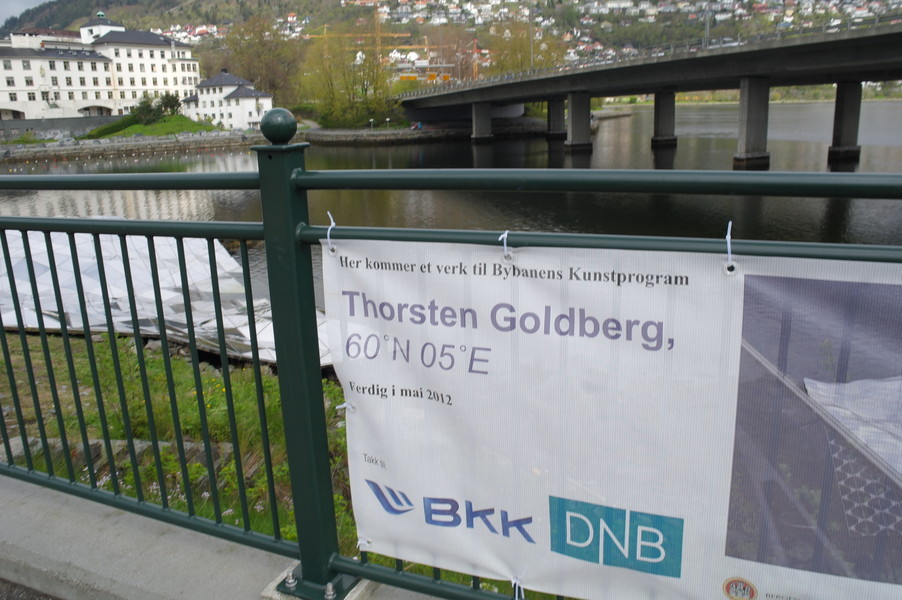 Her kommer et verk til Bybanens Kunstprogram
Thorsten Goldberg,
60°N 05°E
Ferdig i mai 2012
Takk til
BKK
DNB